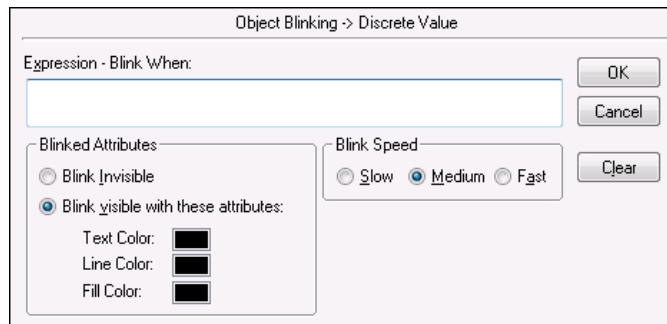 Object Blinking -> Discrete Value
Expression - Blink When:
OK
Cancel
Clear
Blinked Attributes
Blink Invisible
Blink visible with these attributes:
Text Color:
Line Color:
Fill Color:
Blink Speed
Slow Medium Fast